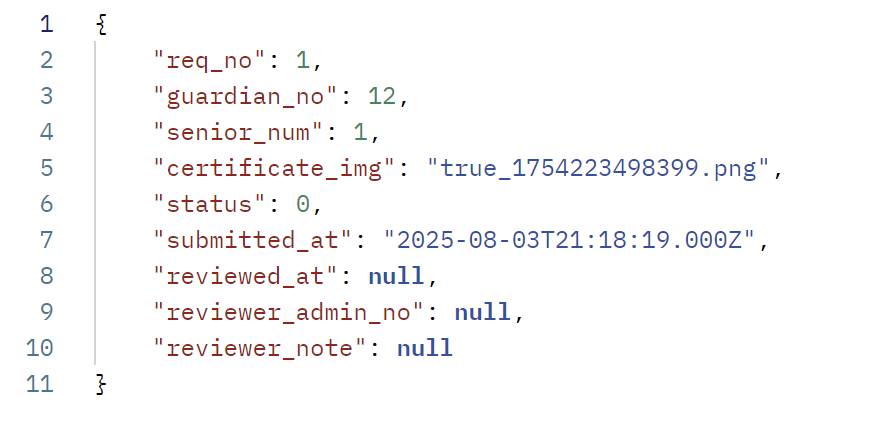 1 {
2 "req_no": 1,
3 "guardian_no": 12,
4 "senior_num": 1,
5 "certificate_img": "true_1754223498399.png",
6 "status": 0,
7 "submitted_at": "2025-08-03T21:18:19.000Z",
8 "reviewed_at": null,
9 "reviewer_admin_no": null,
10 "reviewer_note": null
11 }